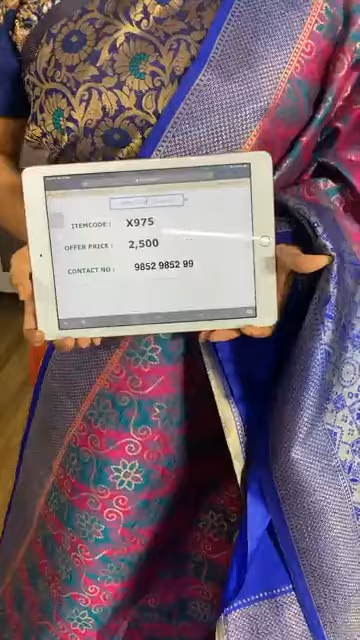 ITEMCODE : X975
OFFER PRICE : 2,500
CONTACT NO : 9852 9852 99